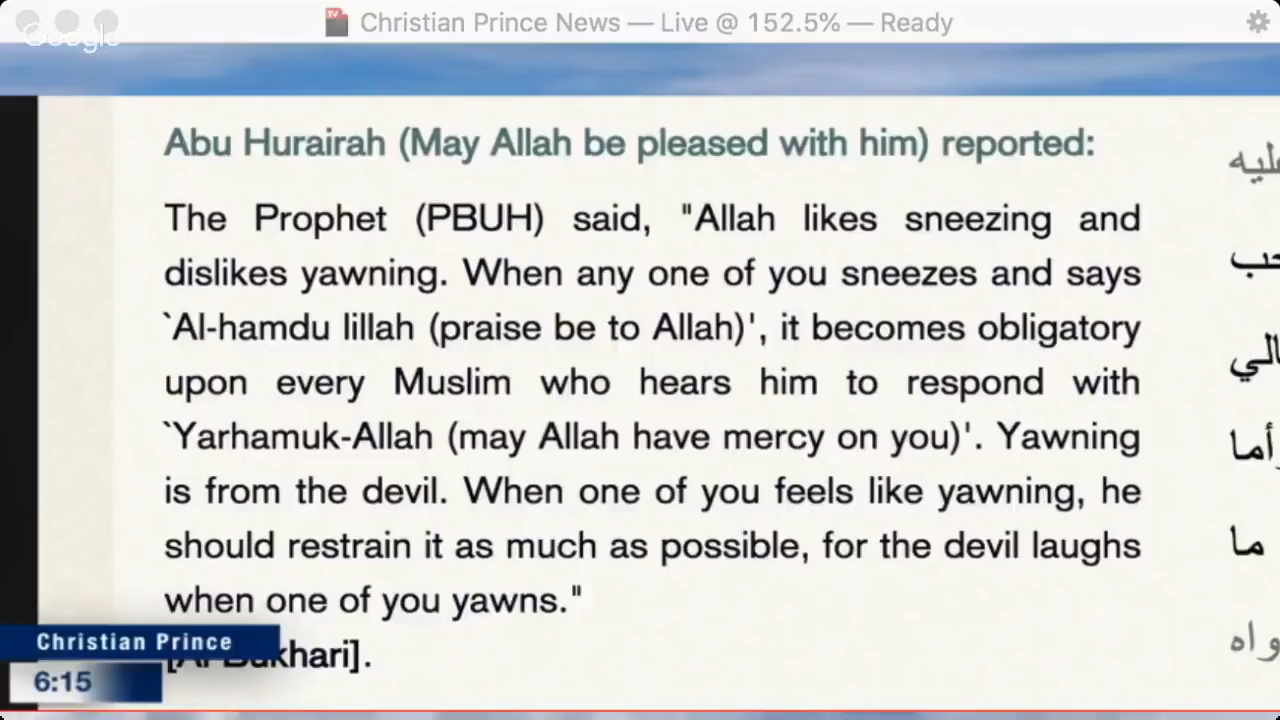 Christian Prince News — Live @ 152.5% — Ready
Google
Abu Hurairah (May Allah be pleased with him) reported:
The Prophet (PBUH) said, "Allah likes sneezing and
dislikes yawning. When any one of you sneezes and says
`Al-hamdu lillah (praise be to Allah)', it becomes obligatory
upon every Muslim who hears him to respond with
`Yarhamuk-Allah (may Allah have mercy on you)'. Yawning
is from the devil. When one of you feels like yawning, he
should restrain it as much as possible, for the devil laughs
when one of you yawns."
[Al-Bukhari].
أما
ما
Christian Prince
6:15